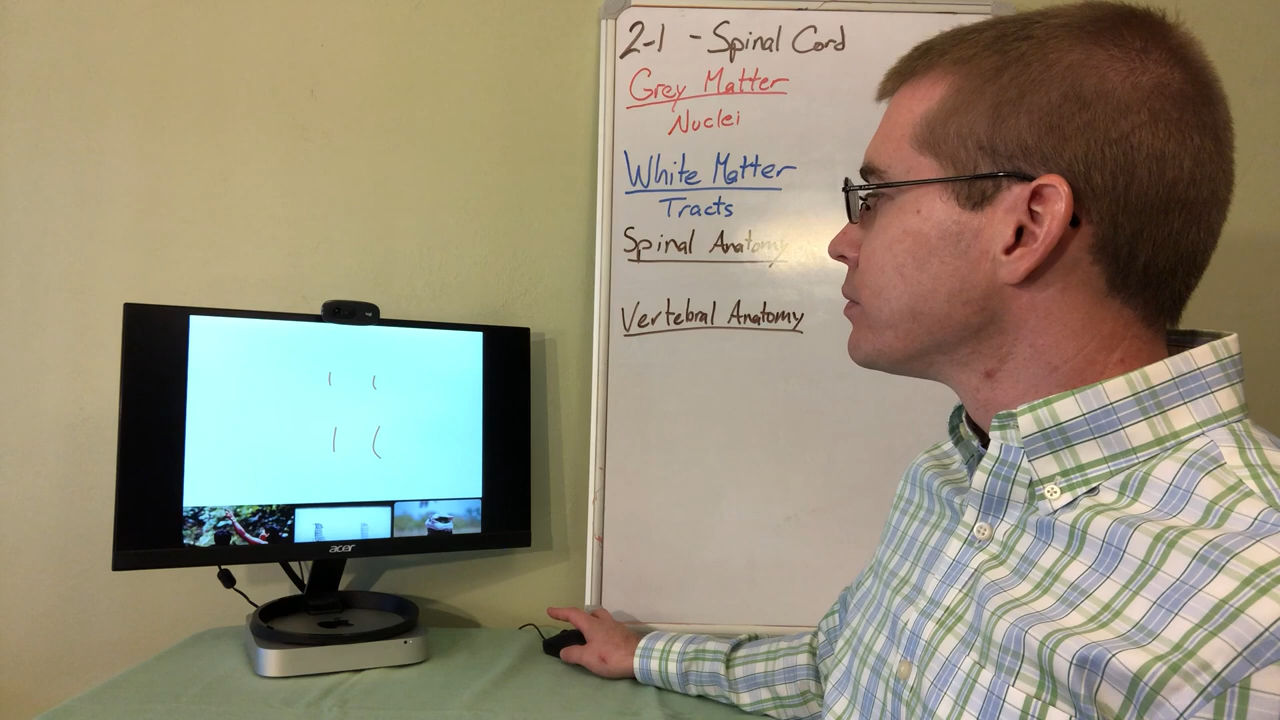 2-1 - Spinal Cord
Grey Matter
Nuclei
White Matter
Tracts
Spinal Anatomy
Vertebral Anatomy
acer